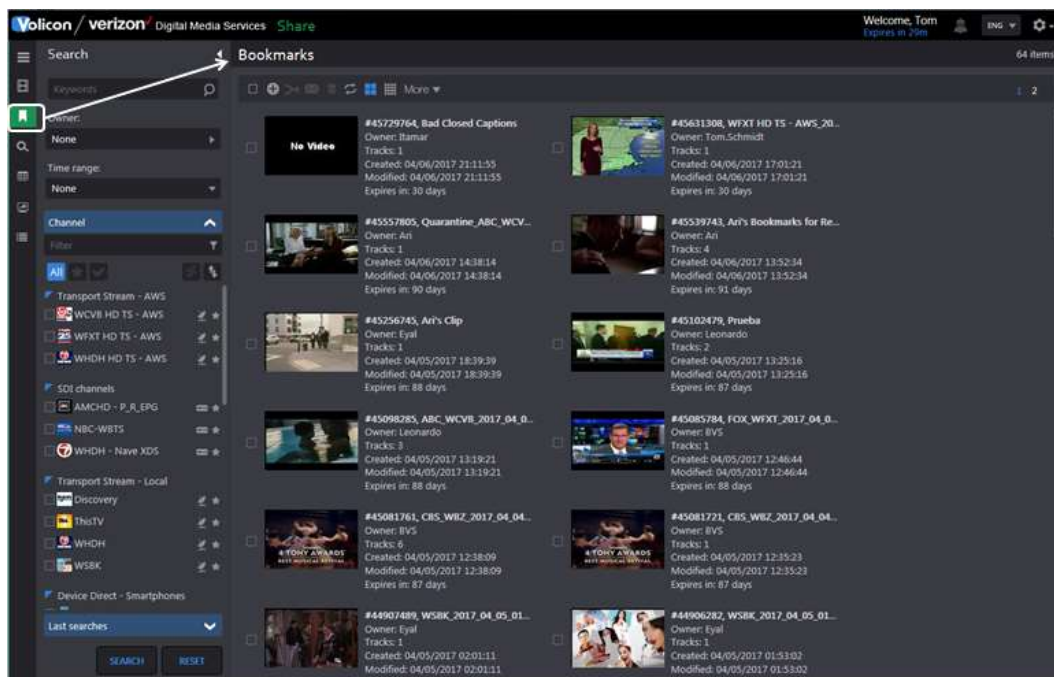 Volicon / verizon✓ Digital Media Services Share
Welcome, Tom
Expires in 29m
ENG
Search
Bookmarks
64 items
Keywords
More
1 2
Owner:
None
Time range:
None
Channel
Filter
All
Transport Stream - AWS
WCVB HD TS - AWS
WFXT HD TS - AWS
WHDH HD TS - AWS
SDI channels
AMCHD - P_R_EPG
NBC-WBTS
WHDH - Nave XDS
Transport Stream - Local
Discovery
ThisTV
WHDH
WSBK
Device Direct - Smartphones
Last searches
SEARCH RESET
No Video
#45729764, Bad Closed Captions
Owner: Itamar
Tracks: 1
Created: 04/06/2017 21:11:55
Modified: 04/06/2017 21:11:55
Expires in: 30 days
#45631308, WFXT HD TS - AWS_20...
Owner: Tom.Schmidt
Tracks: 1
Created: 04/06/2017 17:01:21
Modified: 04/06/2017 17:01:21
Expires in: 30 days
#45557805, Quarantine_ABC_WCV...
Owner: Ari
Tracks: 1
Created: 04/06/2017 14:38:14
Modified: 04/06/2017 14:38:14
Expires in: 90 days
#45539743, Ari's Bookmarks for Re...
Owner: Ari
Tracks: 4
Created: 04/06/2017 13:52:34
Modified: 04/06/2017 13:52:34
Expires in: 91 days
#45256745, Ari's Clip
Owner: Eyal
Tracks: 1
Created: 04/05/2017 18:39:39
Modified: 04/05/2017 18:39:39
Expires in: 88 days
#45102479, Prueba
Owner: Leonardo
Tracks: 2
Created: 04/05/2017 13:25:16
Modified: 04/05/2017 13:25:16
Expires in: 87 days
#45098285, ABC_WCVB_2017_04_0...
Owner: Leonardo
Tracks: 3
Created: 04/05/2017 13:19:21
Modified: 04/05/2017 13:19:21
Expires in: 88 days
#45085784, FOX_WFXT_2017_04_0...
Owner: BVS
Tracks: 1
Created: 04/05/2017 12:46:44
Modified: 04/05/2017 12:46:44
Expires in: 88 days
4 TONY AWARDS
BEST MUSICAL REVIVAL
#45081761, CBS_WBZ_2017_04_04...
Owner: BVS
Tracks: 6
Created: 04/05/2017 12:38:09
Modified: 04/05/2017 12:38:09
Expires in: 87 days
4 TONY AWARDS
BEST MUSICAL REVIVAL
#45081721, CBS_WBZ_2017_04_04...
Owner: BVS
Tracks: 1
Created: 04/05/2017 12:35:23
Modified: 04/05/2017 12:35:23
Expires in: 87 days
#44907489, WSBK_2017_04_05_01...
Owner: Eyal
Tracks: 1
Created: 04/05/2017 02:01:11
Modified: 04/05/2017 02:01:11
#44906282, WSBK_2017_04_05_01...
Owner: Eyal
Tracks: 1
Created: 04/05/2017 01:53:02
Modified: 04/05/2017 01:53:02